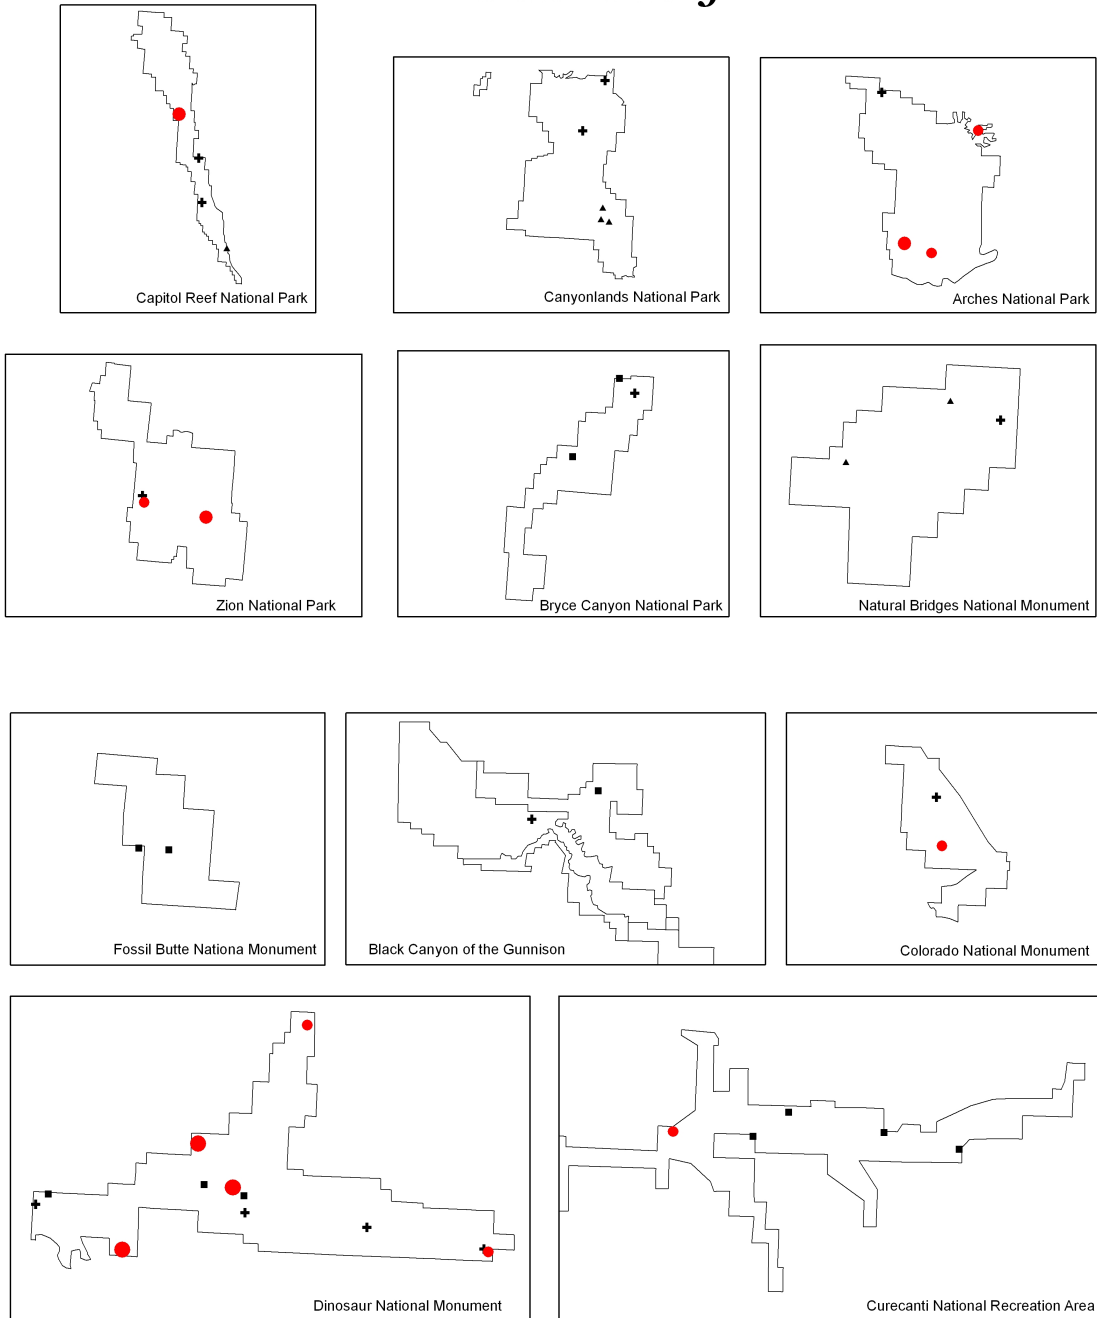 Capitol Reef National Park
Canyonlands National Park
Arches National Park
Zion National Park
Bryce Canyon National Park
Natural Bridges National Monument
Fossil Butte Nationa Monument
Black Canyon of the Gunnison
Colorado National Monument
Dinosaur National Monument
Curecanti National Recreation Area